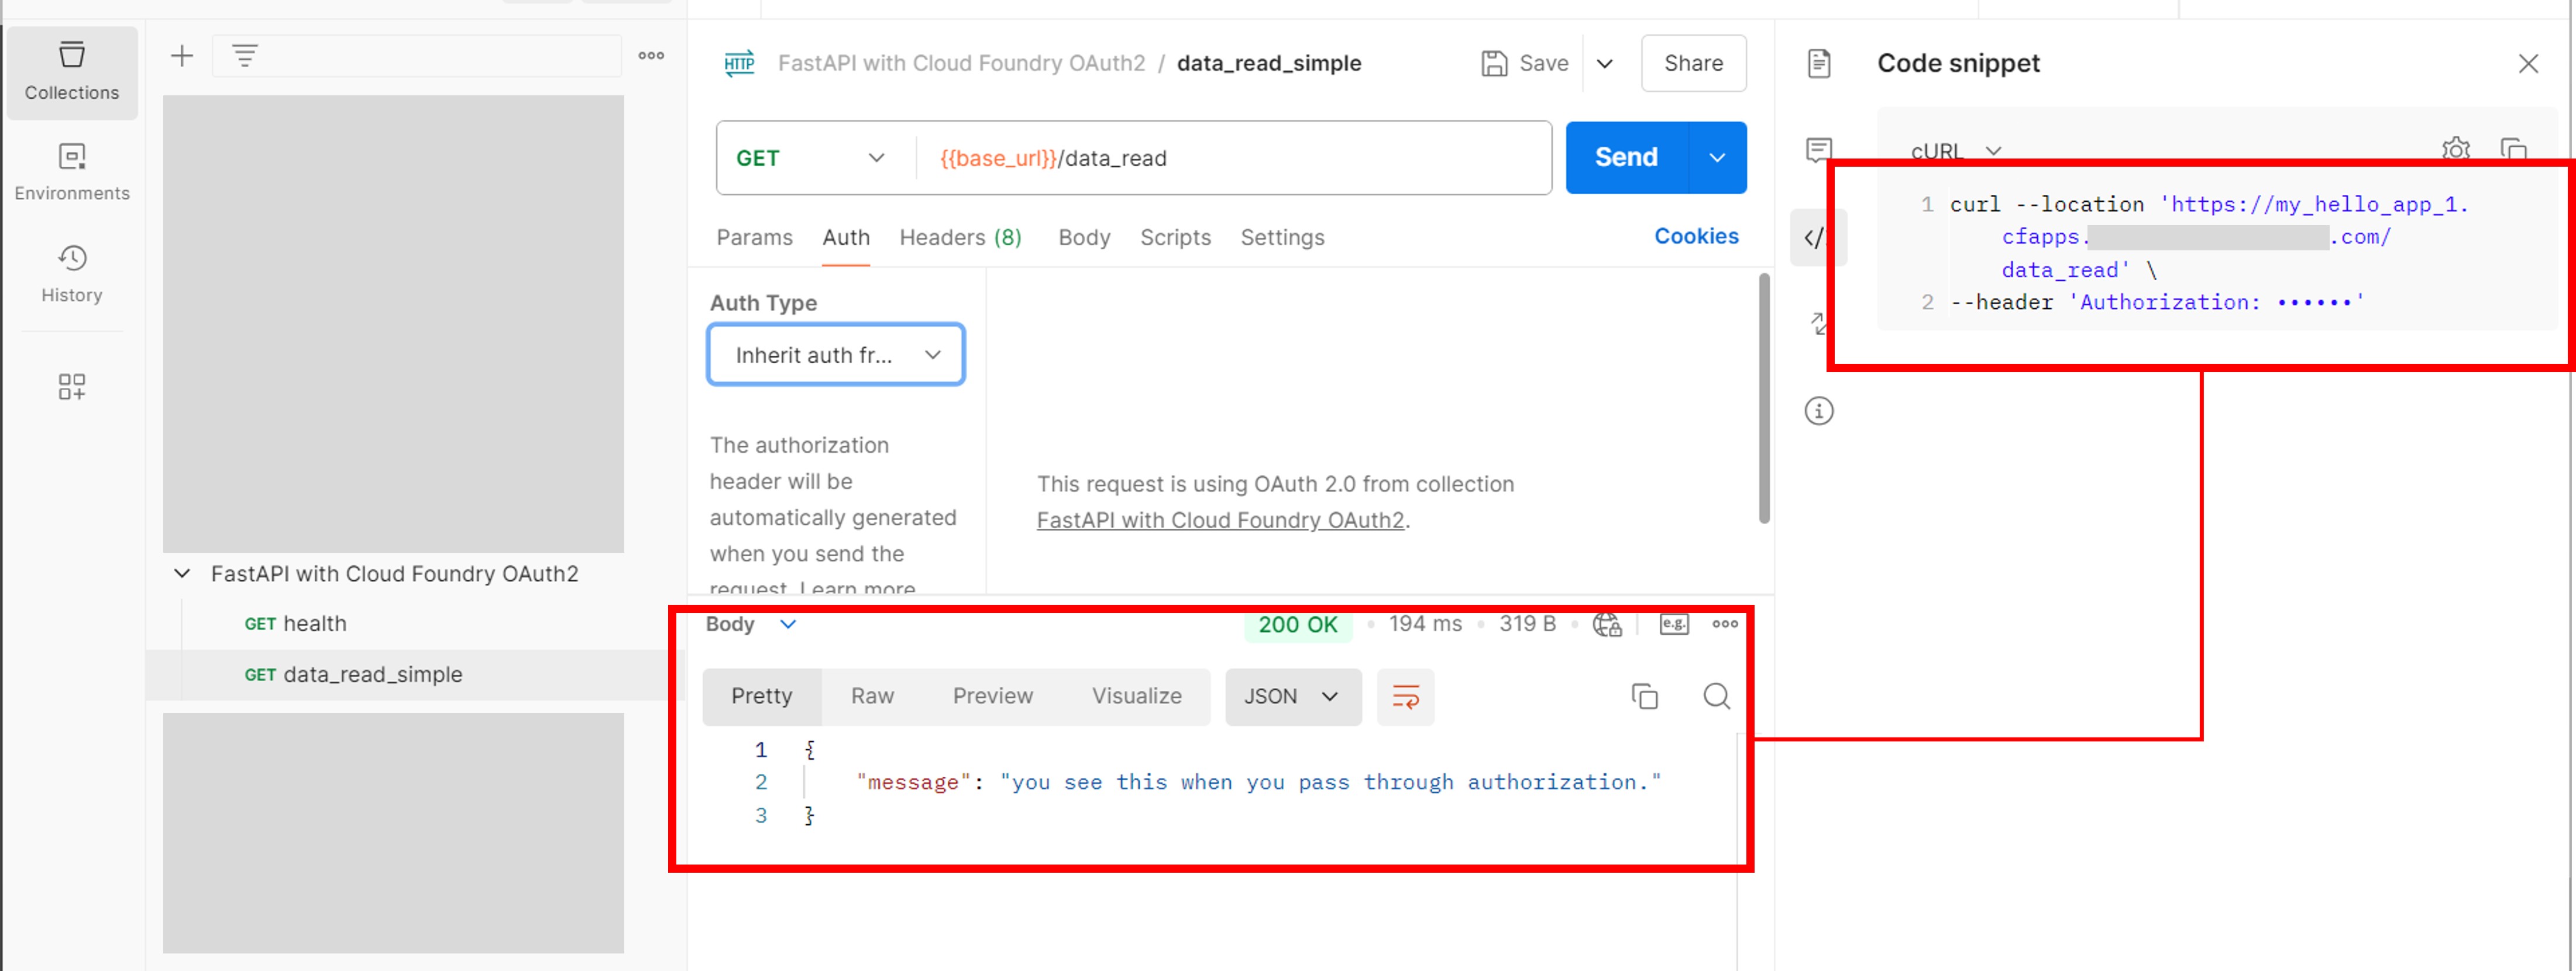 Collections
Environments
History
FastAPI with Cloud Foundry OAuth2
GET health
GET data_read_simple
HTTP FastAPI with Cloud Foundry OAuth2 / data_read_simple
Save
Share
GET {{base_url}}/data_read
Send
Params Auth Headers (8) Body Scripts Settings Cookies
Auth Type
Inherit auth fr...
The authorization
header will be
automatically generated
when you send the
request. Learn more
This request is using OAuth 2.0 from collection
FastAPI with Cloud Foundry OAuth2.
Body 200 OK • 194 ms • 319 B • e.g.
Pretty Raw Preview Visualize JSON
1 {
2 "message": "you see this when you pass through authorization."
3 }
Code snippet
cURL
1 curl --location 'https://my_hello_app_1.
cfapps. .com/
data_read' \
2 --header 'Authorization: ••••••'